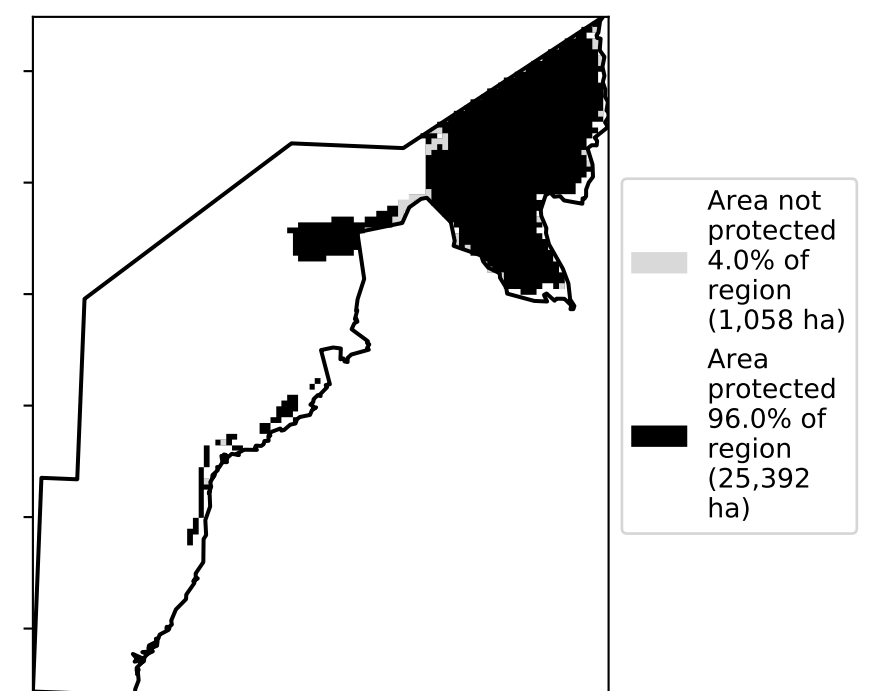 Area not
protected
4.0% of
region
(1,058 ha)
Area
protected
96.0% of
region
(25,392
ha)